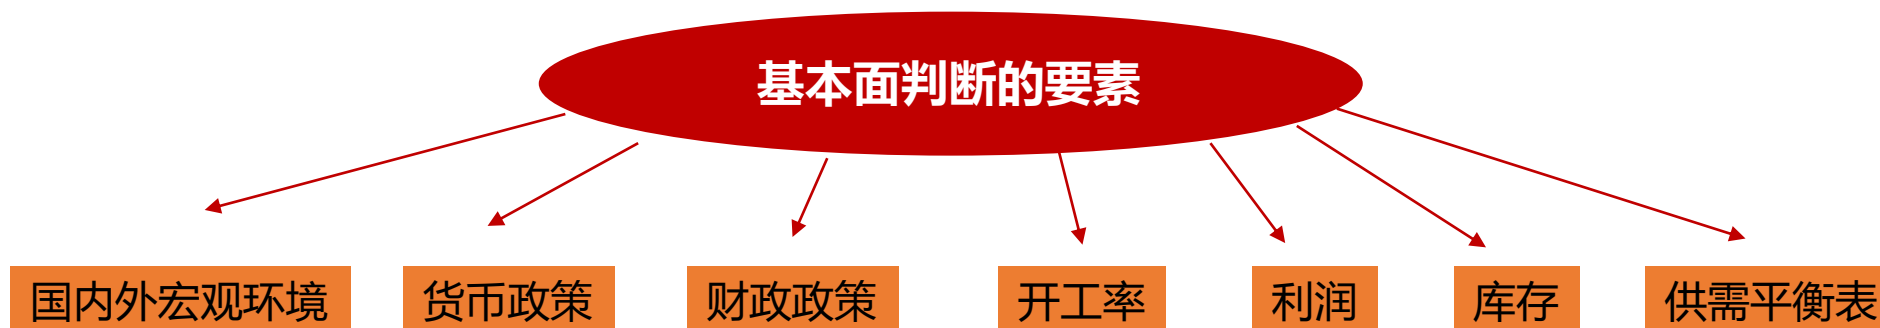 基本面判断的要素
国内外宏观环境
货币政策
财政政策
开工率
利润
库存
供需平衡表